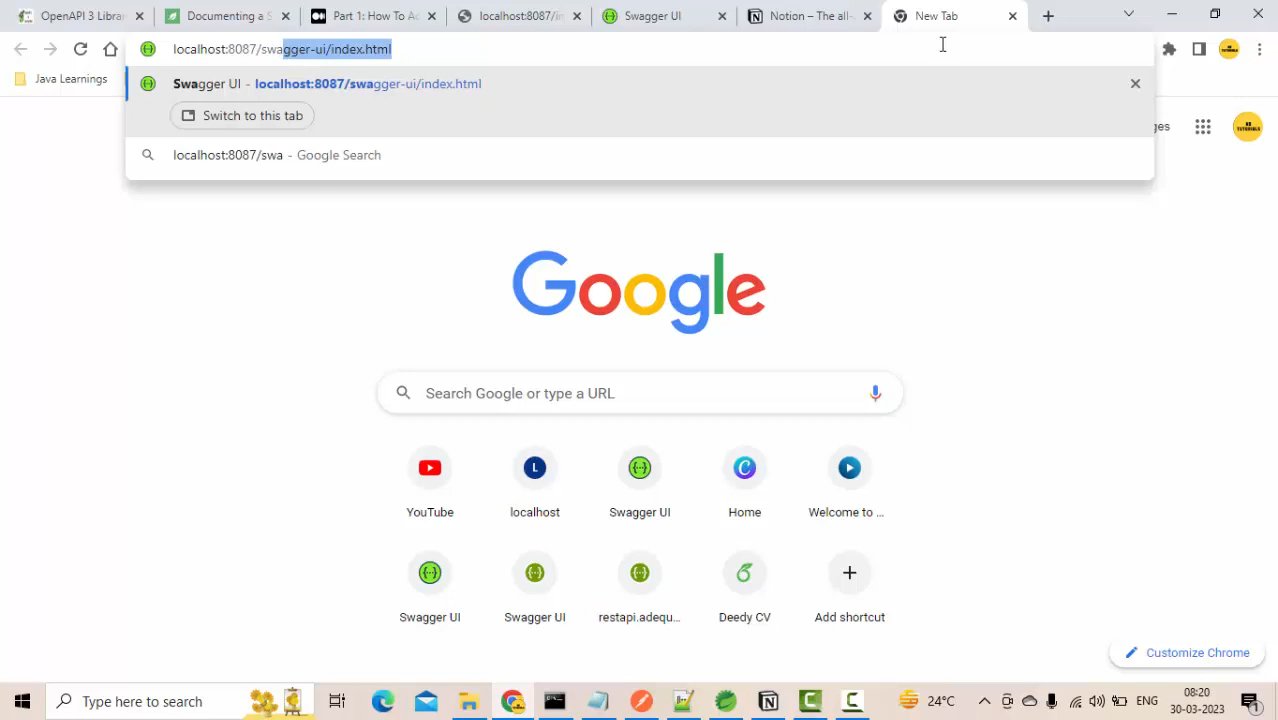 OpenAPI 3 Librar
Documenting a S
Part 1: How To Ac
localhost:8087/in
Swagger UI
Notion – The all-
New Tab
localhost:8087/swagger-ui/index.html
Java Learnings
Swagger UI - localhost:8087/swagger-ui/index.html
Switch to this tab
ges
localhost:8087/swa - Google Search
Google
Search Google or type a URL
YouTube
localhost
Swagger UI
Home
Welcome to ...
Swagger UI
Swagger UI
restapi.adequ...
Deedy CV
Add shortcut
Customize Chrome
Type here to search
24°C
ENG
08:20
30-03-2023